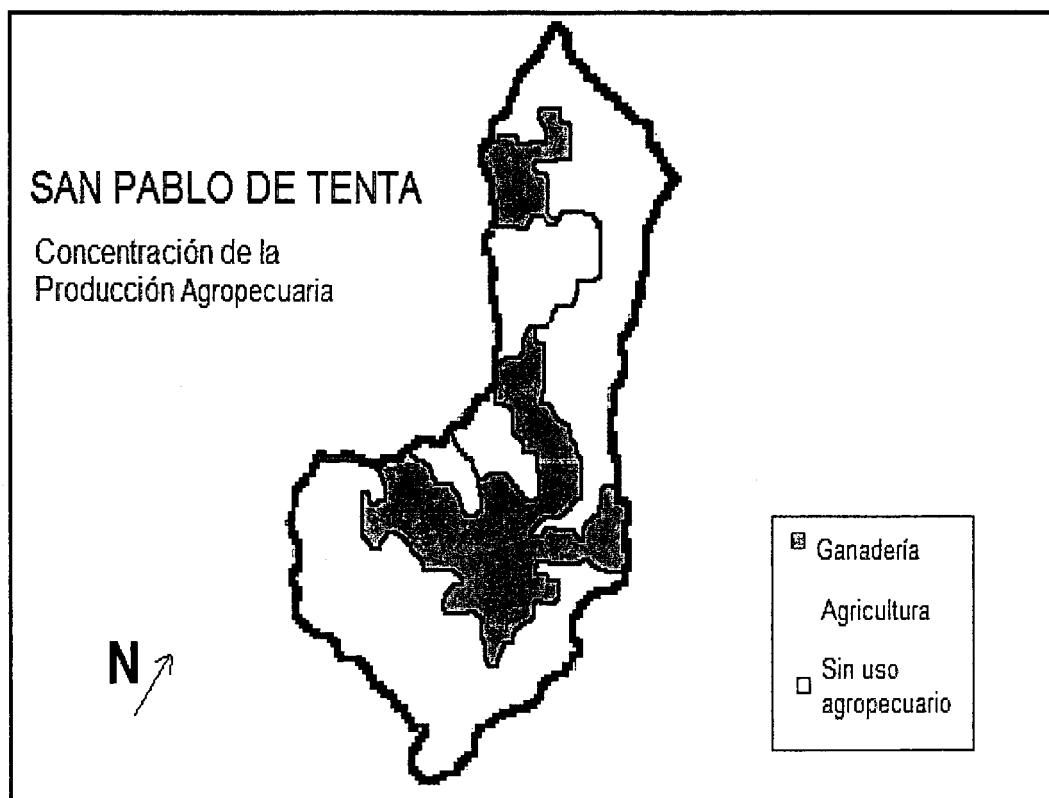 SAN PABLO DE TENTA
Concentración de la
Producción Agropecuaria
N
Ganadería
Agricultura
Sin uso
agropecuario